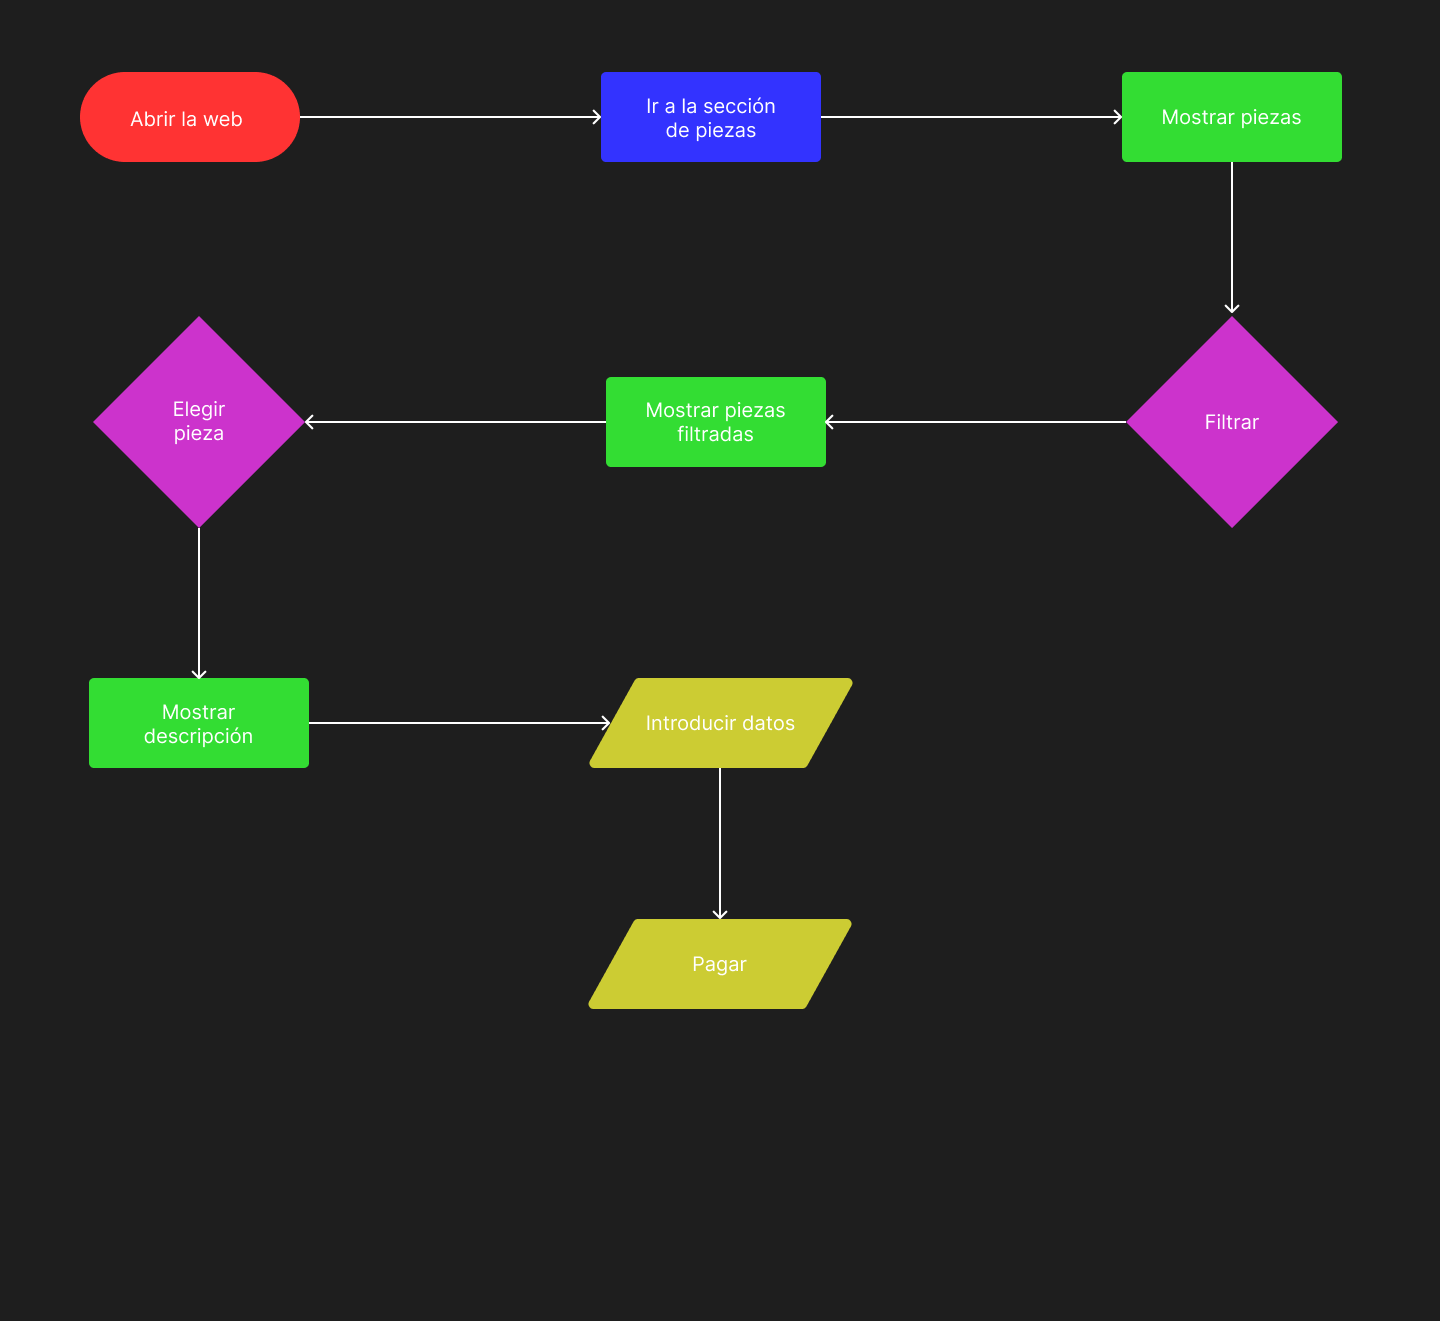 Abrir la web
Ir a la sección
de piezas
Mostrar piezas
Filtrar
Mostrar piezas
filtradas
Elegir
pieza
Mostrar
descripción
Introducir datos
Pagar